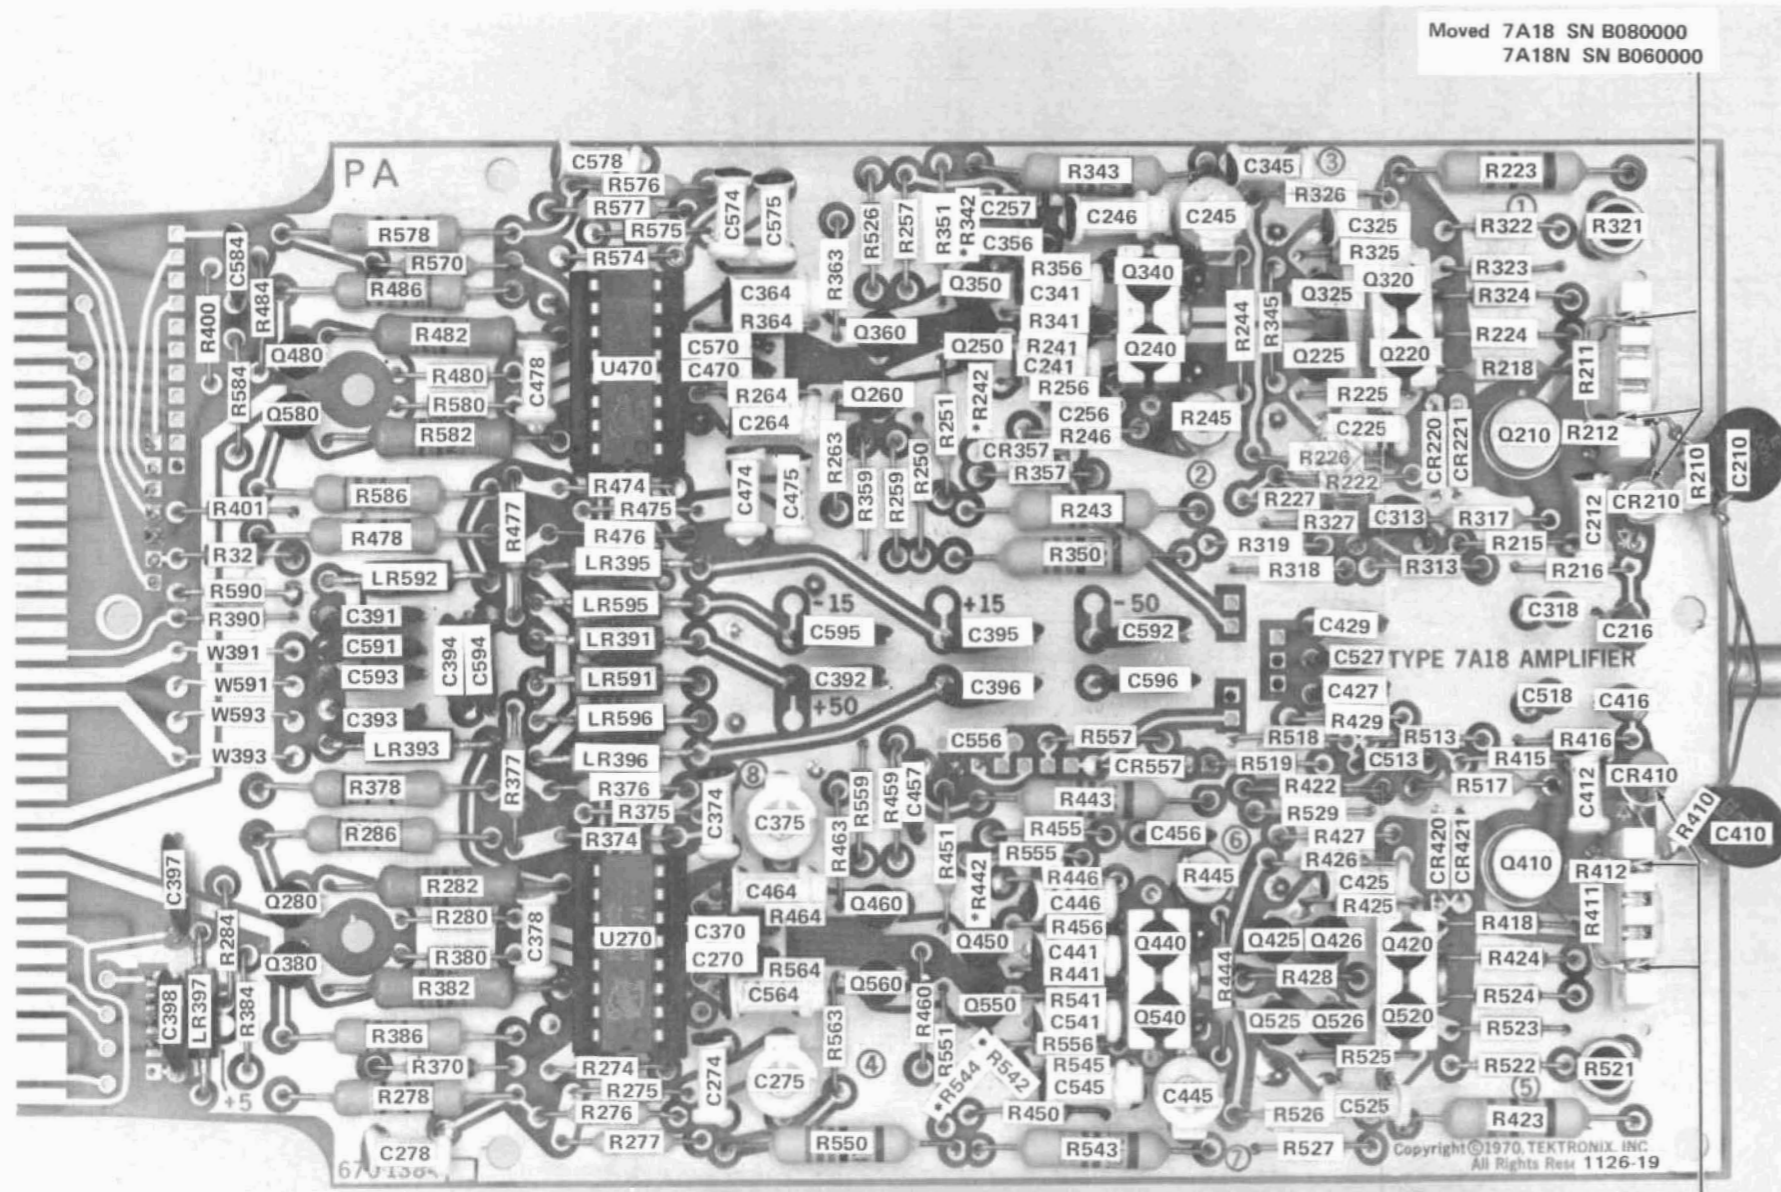 Moved 7A18 SN B080000
7A18N SN B060000
PA
C578
R576
R577
R575
R574
C574
C575
R578
R570
R486
R482
C584
R484
R400
R584
Q480
Q580
R480
R580
R582
C478
U470
C364
R364
C570
C470
R264
C264
R363
R526
R257
R351
*R342
C257
C356
R343
C246
C245
C345
③
R326
C325
R325
Q320
Q325
R223
①
R322
R321
R323
R324
R224
R218
R211
Q360
Q350
R356
C341
R341
Q340
Q250
R241
C241
Q240
R244
R345
Q225
Q220
Q260
R256
R251
*R242
C256
R246
R245
R225
C225
CR220
CR221
Q210
R212
R210
C210
CR210
R586
R401
R478
R477
R474
R475
R476
C474
C475
R263
R359
R259
R250
CR357
R357
②
R243
R350
R226
R222
R227
R327
C313
R317
C212
R319
R318
R313
R215
R216
R32
LR592
LR395
R590
R390
C391
LR595
-15
C595
+15
C395
-50
C592
C429
C318
C216
W391
C591
C394
C594
LR391
C527
TYPE 7A18 AMPLIFIER
W591
C593
LR591
C392
C396
C596
C427
C518
C416
W593
C393
LR596
+50
R429
W393
LR393
R377
LR396
C556
R557
R518
R513
R416
CR557
R519
C513
R415
CR410
R378
R376
R375
R374
C374
⑧
C375
R559
R459
C457
R463
R443
R422
R517
C412
R529
R286
R455
C456
⑥
R427
CR420
CR421
Q410
R410
C410
R412
R451
R555
*R442
R446
R445
R426
C425
R425
C397
R282
Q280
R280
R284
C378
U270
C464
R464
Q460
C446
R456
C370
C270
Q450
C441
R441
Q440
R444
Q425
Q426
Q420
R418
R411
Q380
R380
R382
R564
C564
Q560
R428
R424
C398
LR397
R384
R460
Q550
R541
C541
Q540
Q525
Q526
Q520
R524
R523
R386
R563
R551
R556
R545
C545
R525
R522
R521
⑤
R370
R274
C274
C275
④
*R544
*R542
C445
+5
R278
R275
R276
R450
R526
C525
R423
C278
R277
R550
R543
⑦
R527
Copyright©1970, TEKTRONIX, INC
All Rights Rese 1126-19